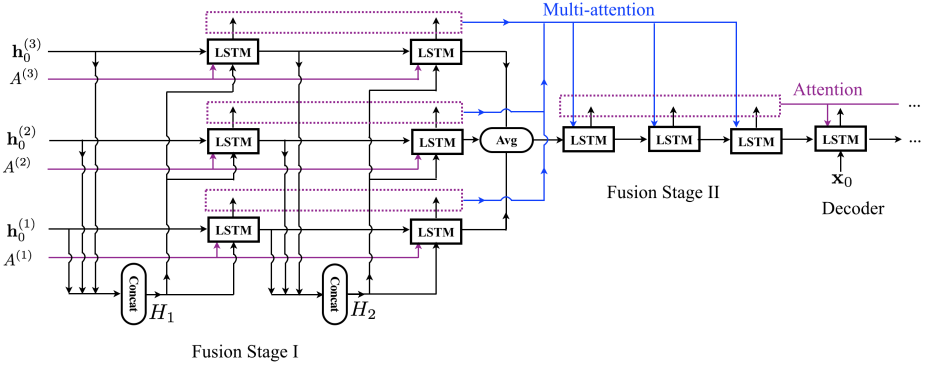 Multi-attention
h_0^{(3)}
LSTM
LSTM
A^{(3)}
Attention
...
h_0^{(2)}
LSTM
LSTM
Avg
LSTM
LSTM
LSTM
LSTM
...
A^{(2)}
x_0
Fusion Stage II
Decoder
h_0^{(1)}
LSTM
LSTM
A^{(1)}
Concat
H_1
Concat
H_2
Fusion Stage I